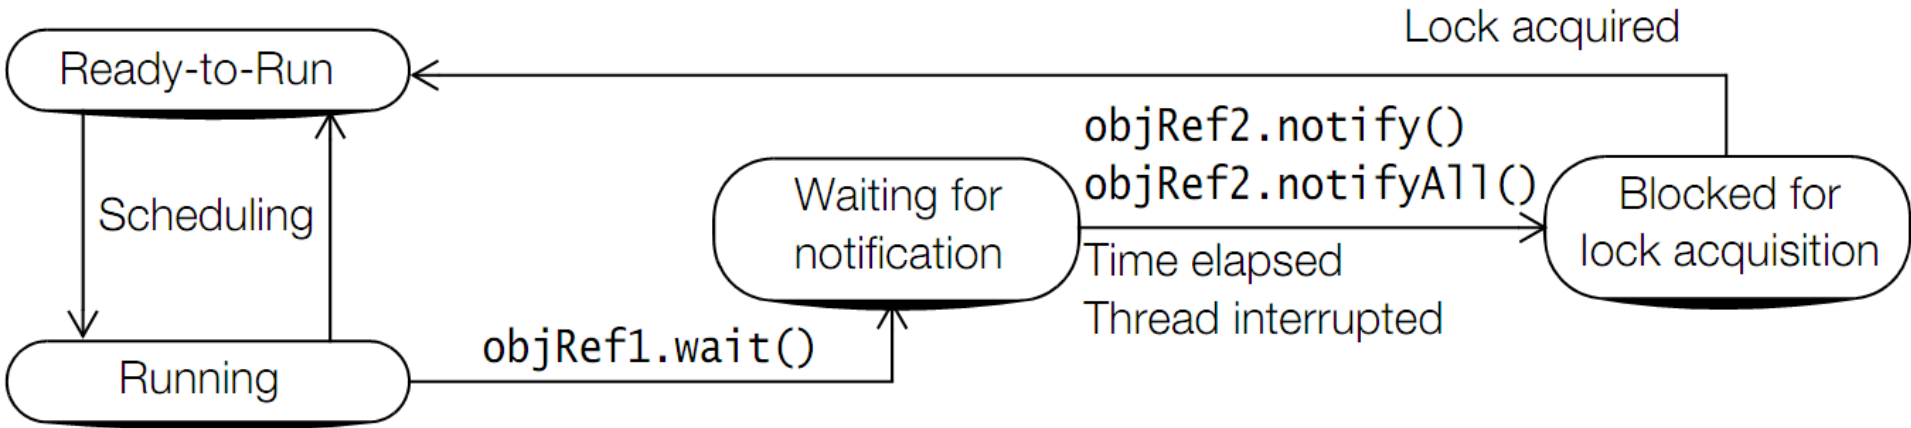 Lock acquired
Ready-to-Run
objRef2.notify()
objRef2.notifyAll()
Scheduling
Waiting for
notification
Blocked for
lock acquisition
Time elapsed
Thread interrupted
objRef1.wait()
Running